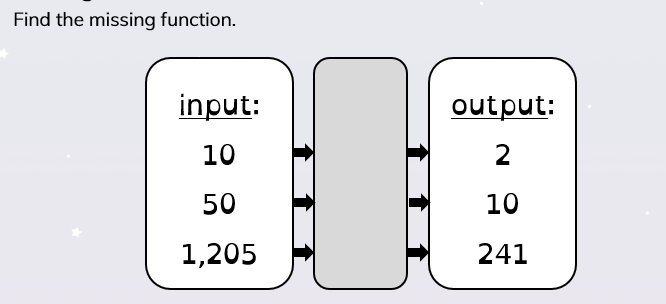 Find the missing function.
input: output:
10 2
50 10
1,205 241